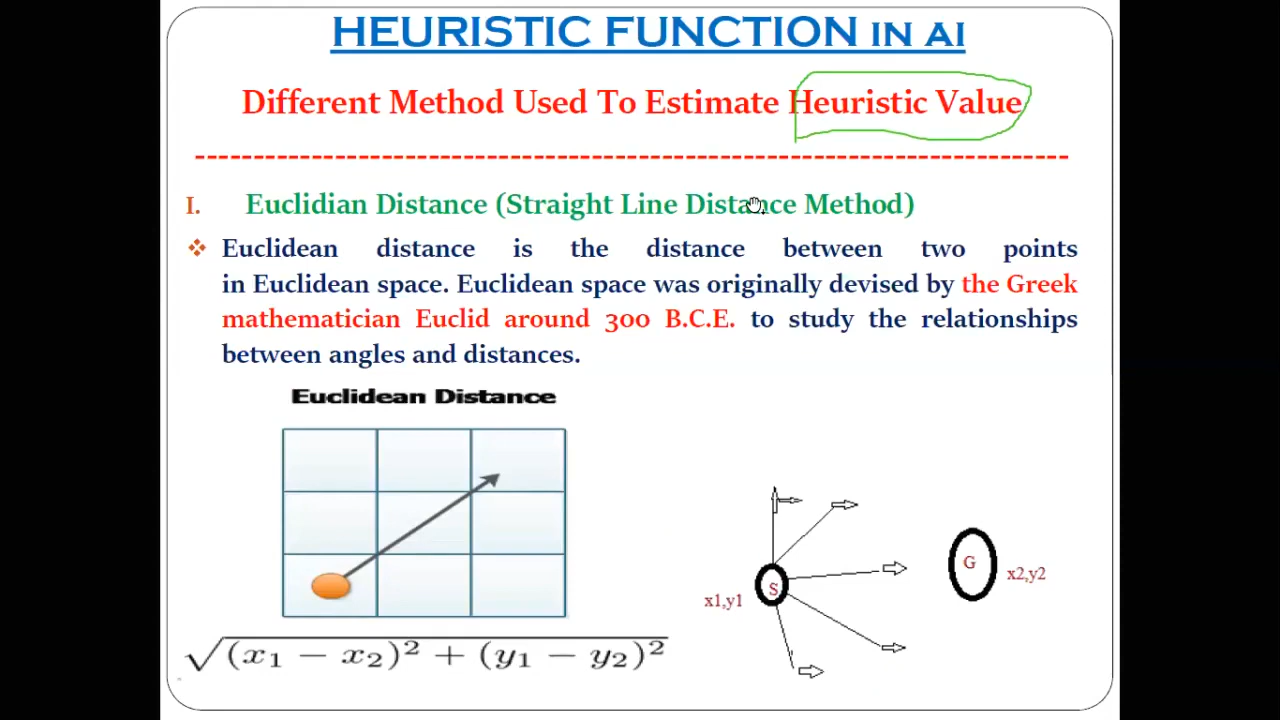 HEURISTIC FUNCTION IN AI
Different Method Used To Estimate Heuristic Value
I. Euclidian Distance (Straight Line Distance Method)
Euclidean distance is the distance between two points
in Euclidean space. Euclidean space was originally devised by the Greek
mathematician Euclid around 300 B.C.E. to study the relationships
between angles and distances.
Euclidean Distance
S
x1,y1
G
x2,y2
√(x₁ − x₂)² + (y₁ − y₂)²